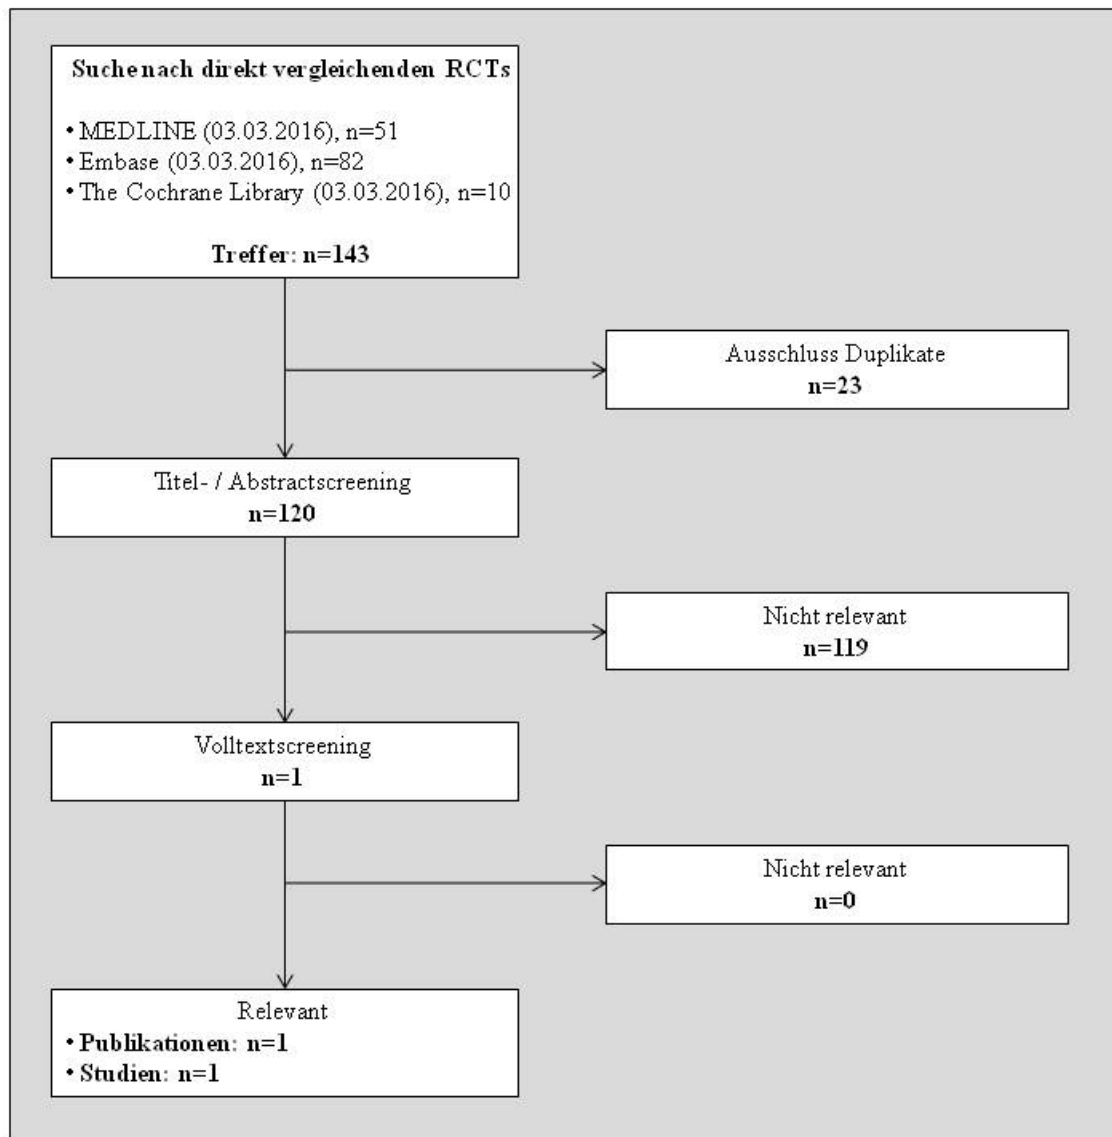 Suche nach direkt vergleichenden RCTs
• MEDLINE (03.03.2016), n=51
• Embase (03.03.2016), n=82
• The Cochrane Library (03.03.2016), n=10
Treffer: n=143
Ausschluss Duplikate
n=23
Titel- / Abstractscreening
n=120
Nicht relevant
n=119
Volltextscreening
n=1
Nicht relevant
n=0
Relevant
• Publikationen: n=1
• Studien: n=1